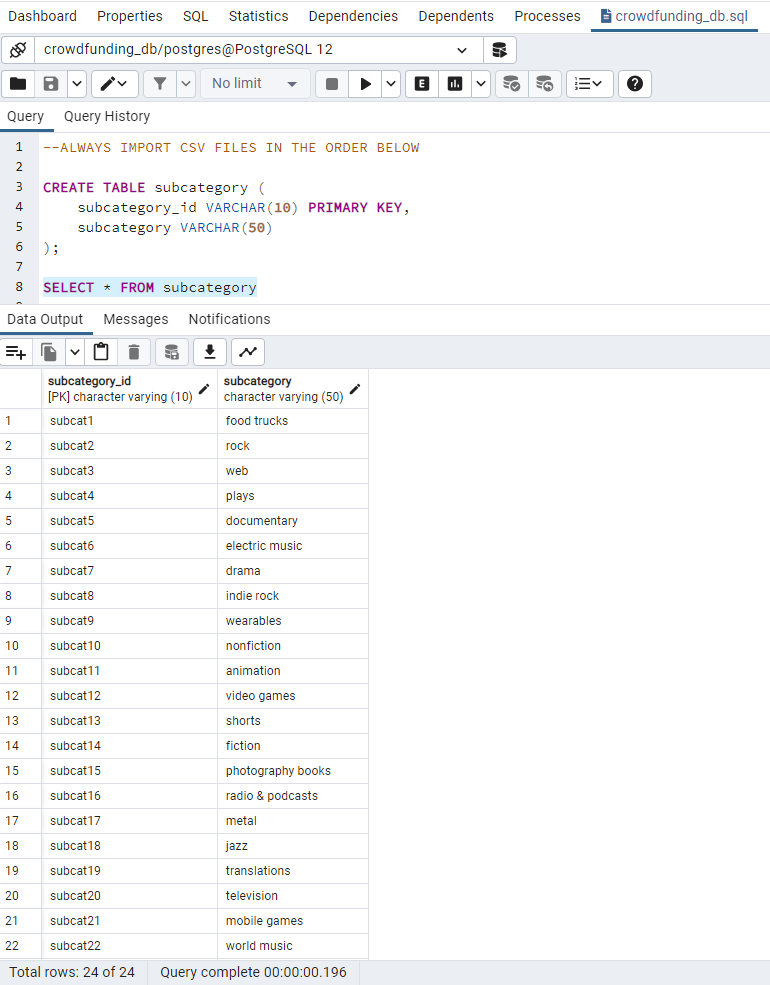 Dashboard Properties SQL Statistics Dependencies Dependents Processes crowdfunding_db.sql
crowdfunding_db/postgres@PostgreSQL 12
No limit E ?
Query Query History
1 --ALWAYS IMPORT CSV FILES IN THE ORDER BELOW
2
3 CREATE TABLE subcategory (
4 subcategory_id VARCHAR(10) PRIMARY KEY,
5 subcategory VARCHAR(50)
6 );
7
8 SELECT * FROM subcategory
Data Output Messages Notifications
subcategory_id subcategory
[PK] character varying (10) character varying (50)
1 subcat1 food trucks
2 subcat2 rock
3 subcat3 web
4 subcat4 plays
5 subcat5 documentary
6 subcat6 electric music
7 subcat7 drama
8 subcat8 indie rock
9 subcat9 wearables
10 subcat10 nonfiction
11 subcat11 animation
12 subcat12 video games
13 subcat13 shorts
14 subcat14 fiction
15 subcat15 photography books
16 subcat16 radio & podcasts
17 subcat17 metal
18 subcat18 jazz
19 subcat19 translations
20 subcat20 television
21 subcat21 mobile games
22 subcat22 world music
Total rows: 24 of 24 Query complete 00:00:00.196